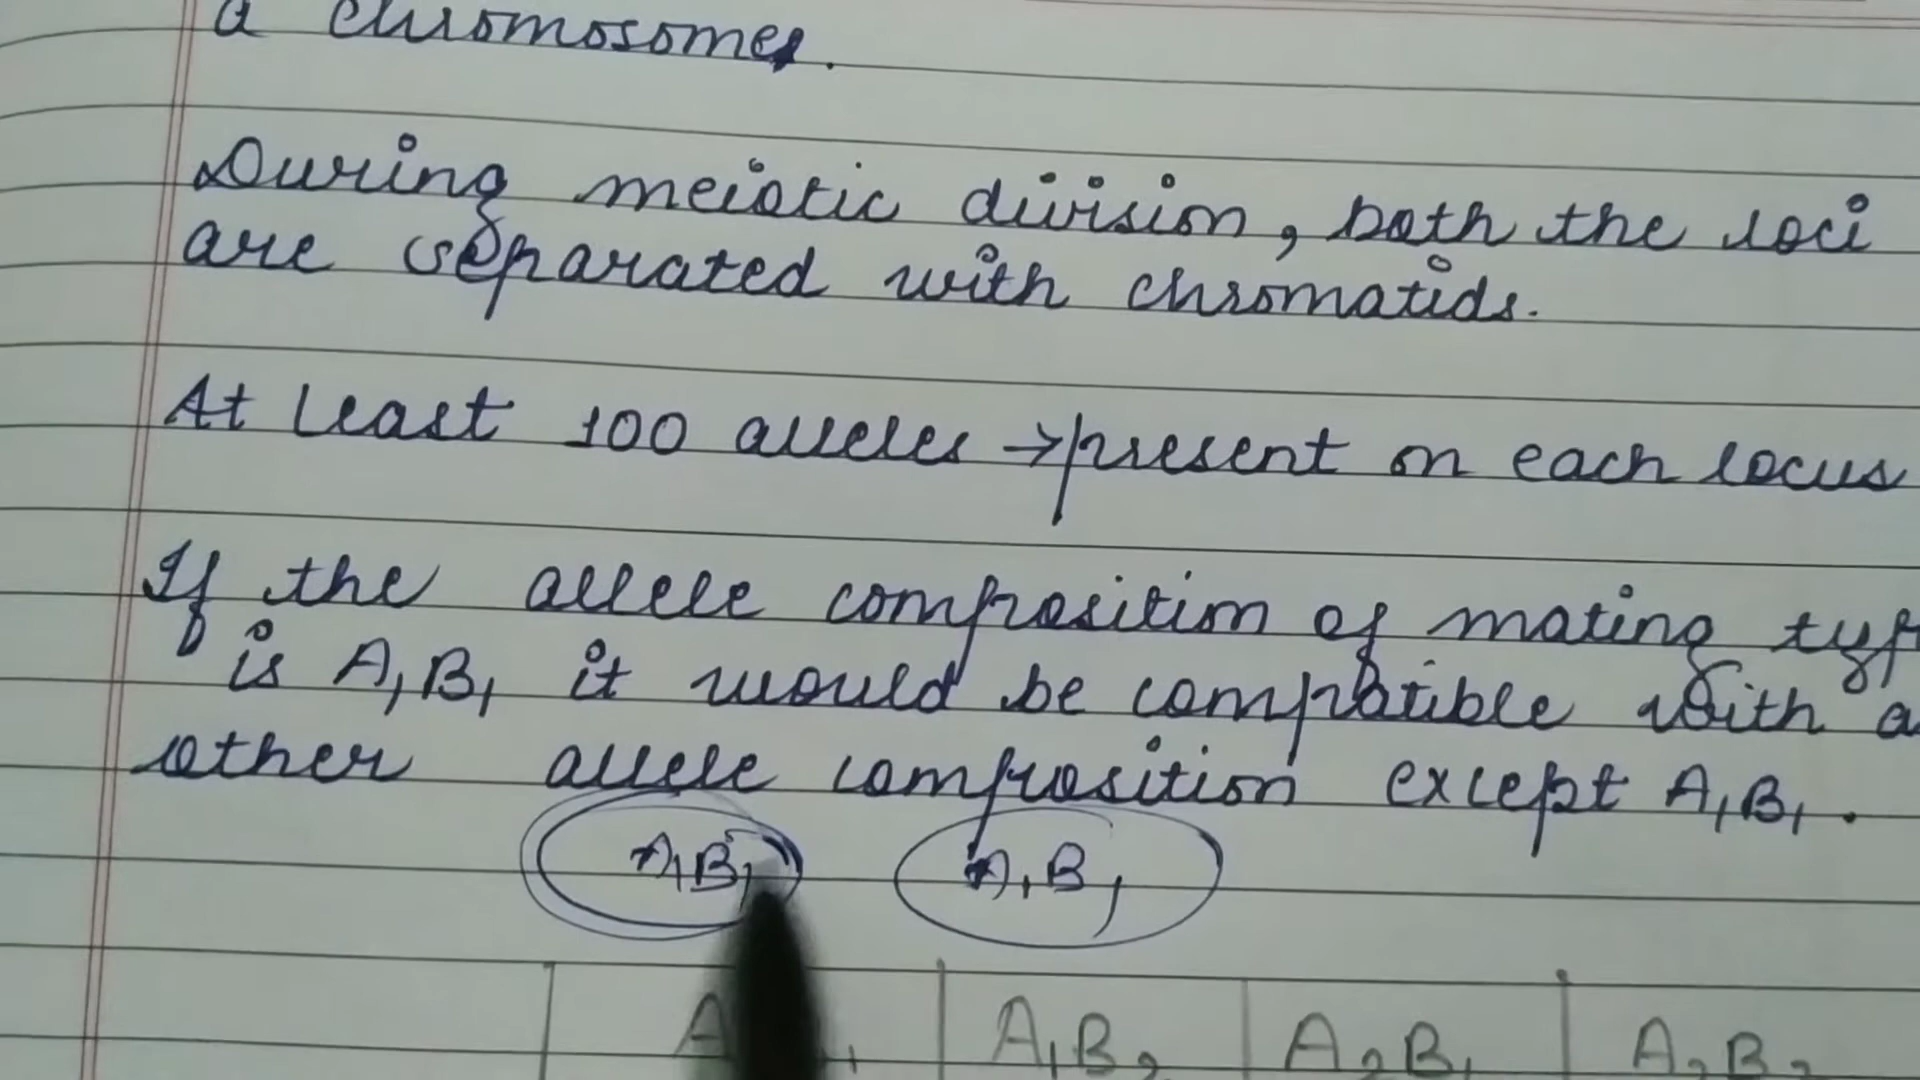 a chromosomes.
During meiotic division, both the loci
are separated with chromatids.
At least 100 alleles → present on each locus
If the allele composition of mating typ
is A₁B₁ it would be compatible with a
other allele composition except A₁B₁.
A₁B₁ A₁B₁
A₁B₂ A₂B₁ A₂B₂